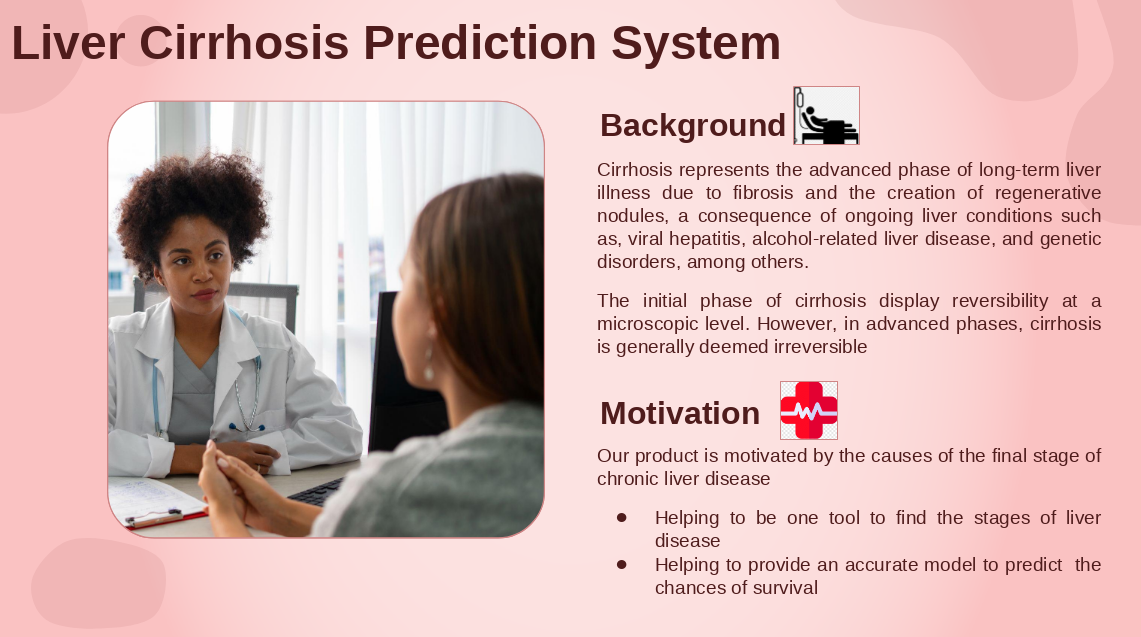 Liver Cirrhosis Prediction System
Background
Cirrhosis represents the advanced phase of long-term liver
illness due to fibrosis and the creation of regenerative
nodules, a consequence of ongoing liver conditions such
as, viral hepatitis, alcohol-related liver disease, and genetic
disorders, among others.
The initial phase of cirrhosis display reversibility at a
microscopic level. However, in advanced phases, cirrhosis
is generally deemed irreversible
Motivation
Our product is motivated by the causes of the final stage of
chronic liver disease
● Helping to be one tool to find the stages of liver
disease
● Helping to provide an accurate model to predict the
chances of survival